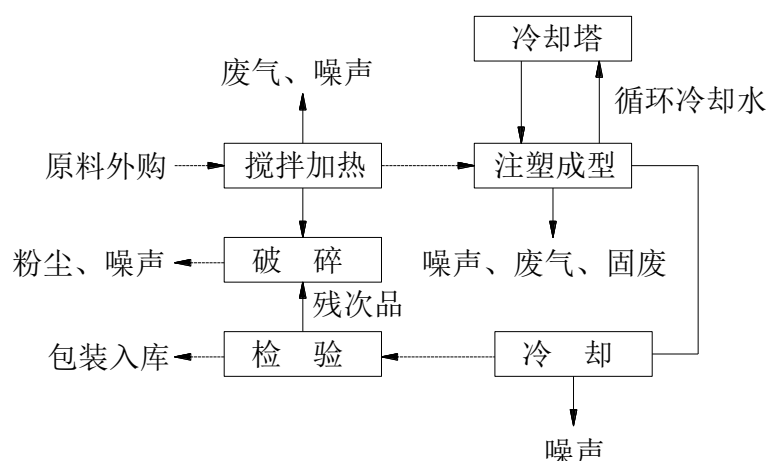 冷却塔
废气、噪声
循环冷却水
原料外购
搅拌加热
注塑成型
粉尘、噪声
破 碎
噪声、废气、固废
残次品
包装入库
检 验
冷 却
噪声